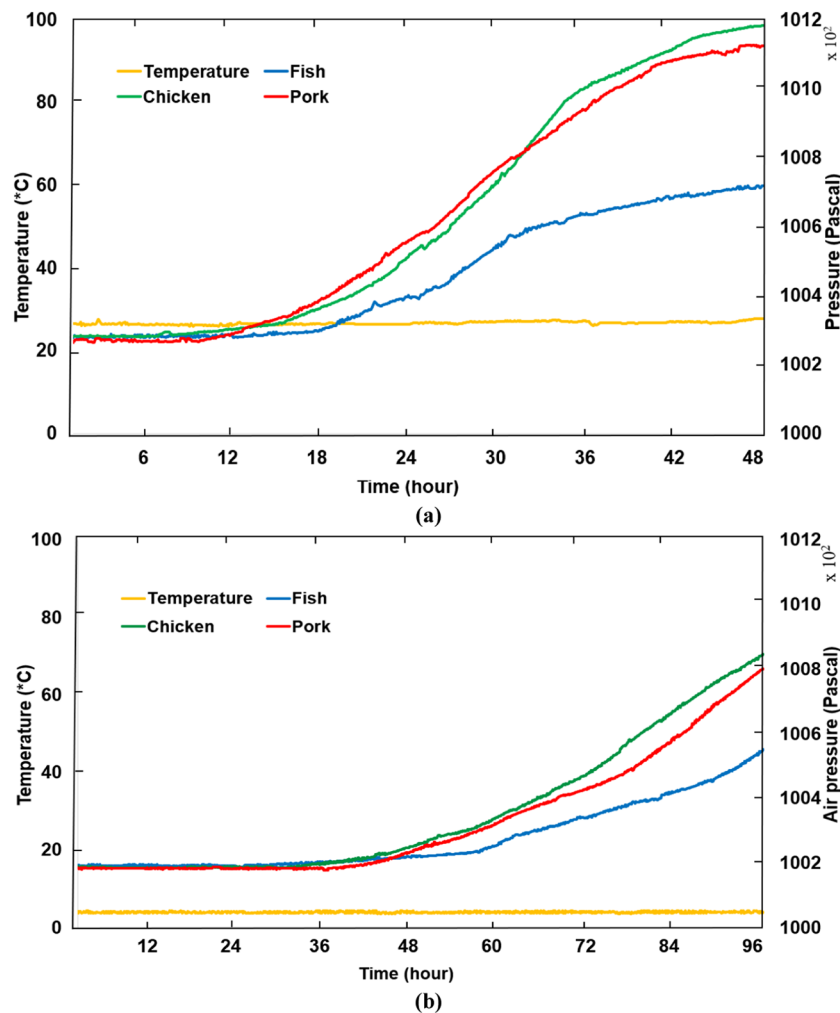 100
80
60
40
20
0
Temperature (*C)
Temperature
Fish
Chicken
Pork
1012
1010
1008
1006
1004
1002
1000
x 10²
Pressure (Pascal)
6 12 18 24 30 36 42 48
Time (hour)
(a)
100
80
60
40
20
0
Temperature (*C)
Temperature
Fish
Chicken
Pork
1012
1010
1008
1006
1004
1002
1000
x 10²
Air pressure (Pascal)
12 24 36 48 60 72 84 96
Time (hour)
(b)